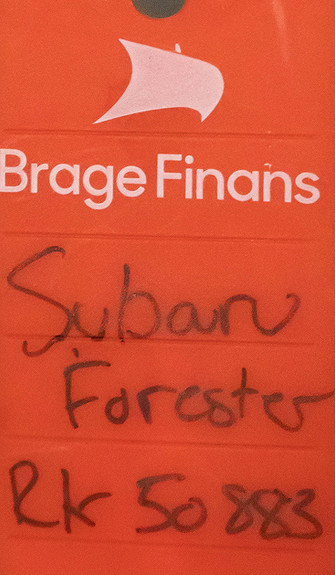 Brage Finans
Subaru
Forester
RK 50883